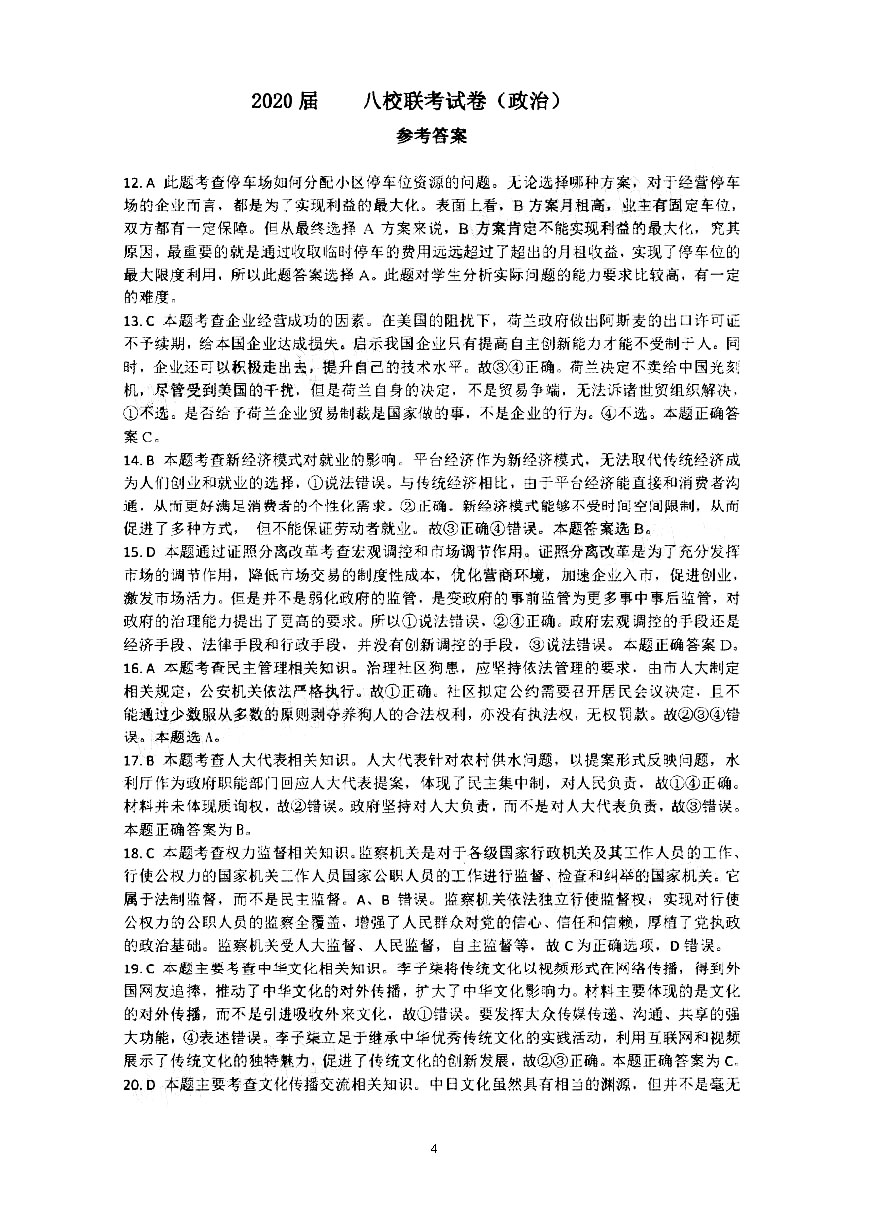 2020 届　　八校联考试卷（政治）
参考答案
12. A 此题考查停车场如何分配小区停车位资源的问题。无论选择哪种方案，对于经营停车
场的企业而言，都是为了实现利益的最大化。表面上看，B 方案月租高，业主有固定车位，
双方都有一定保障。但从最终选择 A 方案来说，B 方案肯定不能实现利益的最大化，究其
原因，最重要的就是通过收取临时停车的费用远远超过了超出的月租收益，实现了停车位的
最大限度利用，所以此题答案选择 A。此题对学生分析实际问题的能力要求比较高，有一定
的难度。
13. C 本题考查企业经营成功的因素。在美国的阻扰下，荷兰政府做出阿斯麦的出口许可证
不予续期，给本国企业达成损失。启示我国企业只有提高自主创新能力才能不受制于人。同
时，企业还可以积极走出去，提升自己的技术水平。故③④正确。荷兰决定不卖给中国光刻
机，尽管受到美国的干扰，但是荷兰自身的决定，不是贸易争端，无法诉诸世贸组织解决，
①不选。是否给予荷兰企业贸易制裁是国家做的事，不是企业的行为。④不选。本题正确答
案 C。
14. B 本题考查新经济模式对就业的影响。平台经济作为新经济模式，无法取代传统经济成
为人们创业和就业的选择，①说法错误。与传统经济相比，由于平台经济能直接和消费者沟
通，从而更好满足消费者的个性化需求。②正确。新经济模式能够不受时间空间限制，从而
促进了多种方式， 但不能保证劳动者就业。故③正确④错误。本题答案选 B。
15. D 本题通过证照分离改革考查宏观调控和市场调节作用。证照分离改革是为了充分发挥
市场的调节作用，降低市场交易的制度性成本，优化营商环境，加速企业入市，促进创业，
激发市场活力。但是并不是弱化政府的监管，是变政府的事前监管为更多事中事后监管，对
政府的治理能力提出了更高的要求。所以①说法错误，②④正确。政府宏观调控的手段还是
经济手段、法律手段和行政手段，并没有创新调控的手段，③说法错误。本题正确答案 D。
16. A 本题考查民主管理相关知识。治理社区狗患，应坚持依法管理的要求，由市人大制定
相关规定，公安机关依法严格执行。故①正确。社区拟定公约需要召开居民会议决定，且不
能通过少数服从多数的原则剥夺养狗人的合法权利，亦没有执法权，无权罚款。故②③④错
误。本题选 A。
17. B 本题考查人大代表相关知识。人大代表针对农村供水问题，以提案形式反映问题，水
利厅作为政府职能部门回应人大代表提案，体现了民主集中制，对人民负责，故①④正确。
材料并未体现质询权，故②错误。政府坚持对人大负责，而不是对人大代表负责，故③错误。
本题正确答案为 B。
18. C 本题考查权力监督相关知识。监察机关是对于各级国家行政机关及其工作人员的工作、
行使公权力的国家机关工作人员国家公职人员的工作进行监督、检查和纠举的国家机关。它
属于法制监督，而不是民主监督。A、B 错误。监察机关依法独立行使监督权，实现对行使
公权力的公职人员的监察全覆盖，增强了人民群众对党的信心、信任和信赖，厚植了党执政
的政治基础。监察机关受人大监督、人民监督，自主监督等，故 C 为正确选项，D 错误。
19. C 本题主要考查中华文化相关知识。李子柒将传统文化以视频形式在网络传播，得到外
国网友追捧，推动了中华文化的对外传播，扩大了中华文化影响力。材料主要体现的是文化
的对外传播，而不是引进吸收外来文化，故①错误。要发挥大众传媒传递、沟通、共享的强
大功能，④表述错误。李子柒立足于继承中华优秀传统文化的实践活动，利用互联网和视频
展示了传统文化的独特魅力，促进了传统文化的创新发展，故②③正确。本题正确答案为 C。
20. D 本题主要考查文化传播交流相关知识。中日文化虽然具有相当的渊源，但并不是毫无
4